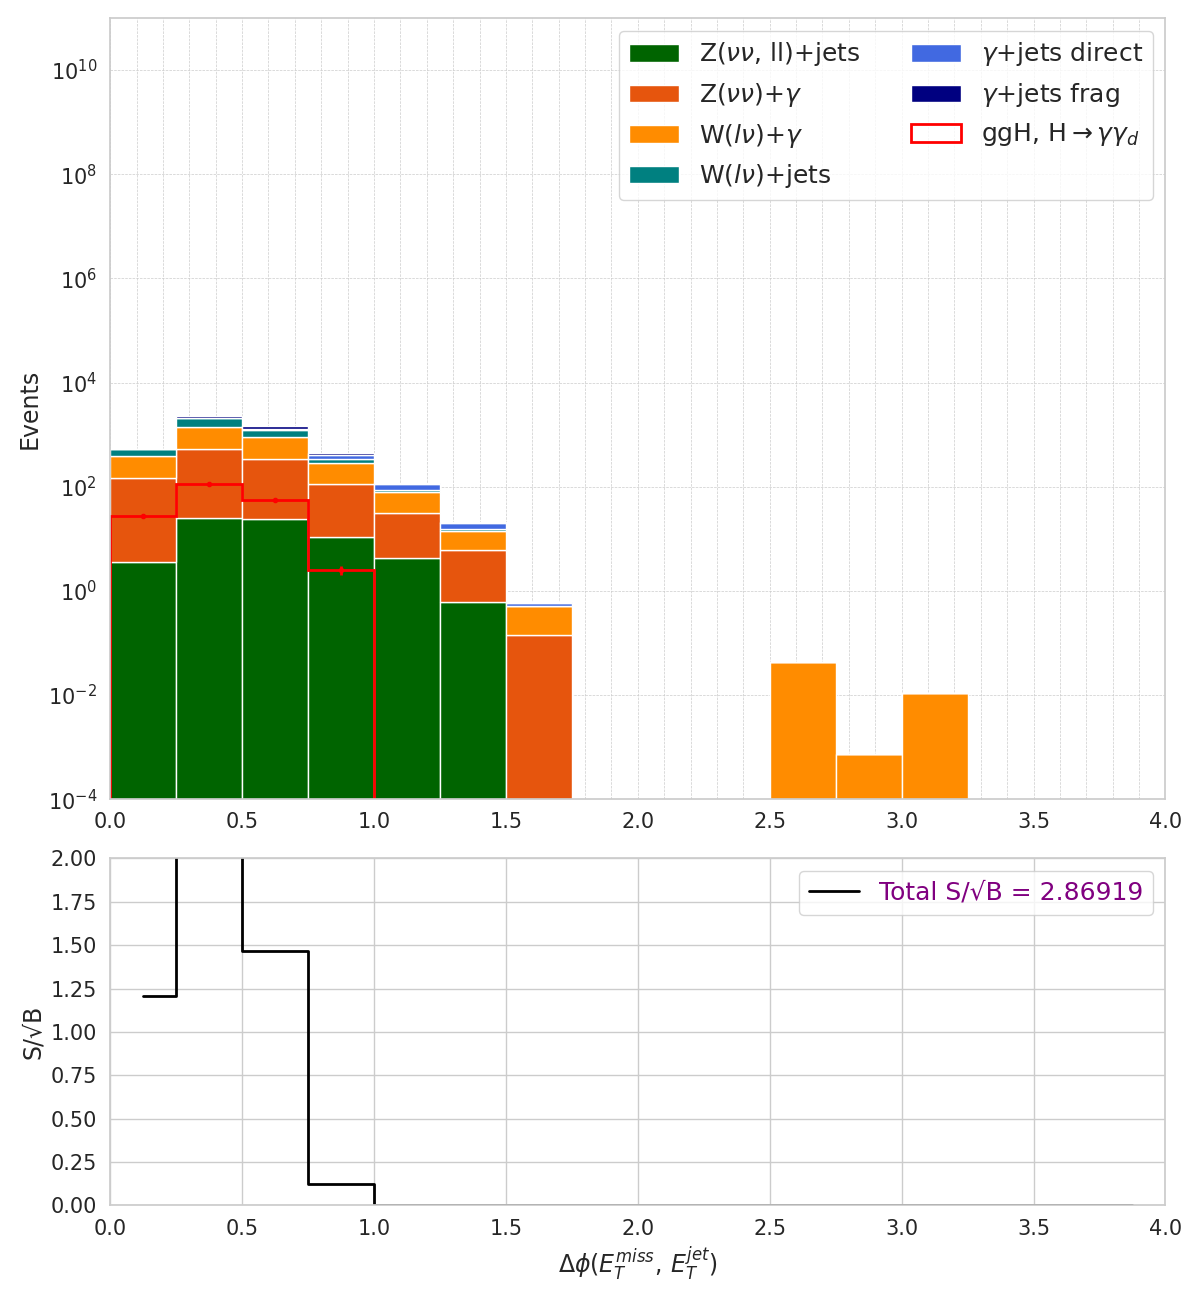 Z(νν, ll)+jets
Z(νν)+γ
W(lν)+γ
W(lν)+jets
γ+jets direct
γ+jets frag
ggH, H→γγ_d
Events
10^10
10^8
10^6
10^4
10^2
10^0
10^−2
10^−4
0.0 0.5 1.0 1.5 2.0 2.5 3.0 3.5 4.0
Total S/√B = 2.86919
S/√B
2.00
1.75
1.50
1.25
1.00
0.75
0.50
0.25
0.00
0.0 0.5 1.0 1.5 2.0 2.5 3.0 3.5 4.0
Δϕ(E_T^miss, E_T^jet)